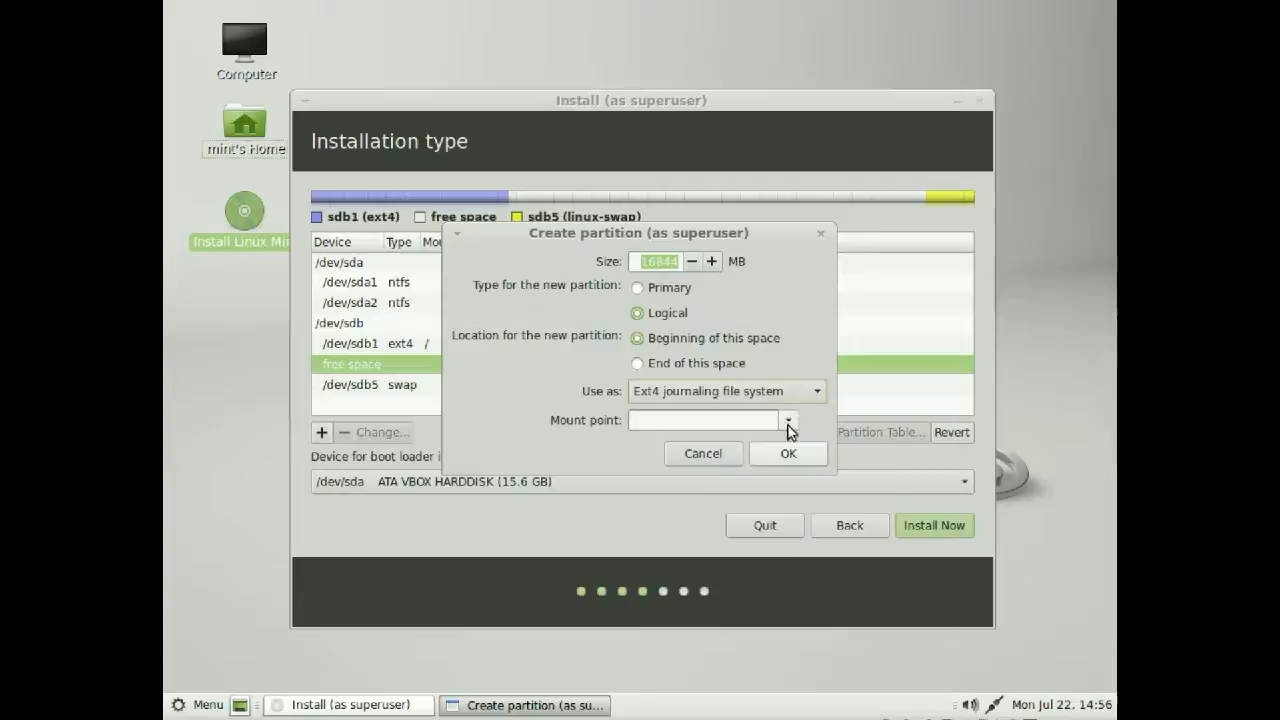 Computer
mint's Home
Install Linux Min
Install (as superuser)
Installation type
sdb1 (ext4) free space sdb5 (linux-swap)
Device Type Mou
/dev/sda
/dev/sda1 ntfs
/dev/sda2 ntfs
/dev/sdb
/dev/sdb1 ext4 /
free space
/dev/sdb5 swap
+ − Change... Partition Table... Revert
Device for boot loader i
/dev/sda ATA VBOX HARDDISK (15.6 GB)
Quit Back Install Now
Create partition (as superuser)
Size: 16844 − + MB
Type for the new partition: Primary
Logical
Location for the new partition: Beginning of this space
End of this space
Use as: Ext4 journaling file system
Mount point:
Cancel OK
Menu Install (as superuser) Create partition (as su... Mon Jul 22, 14:56